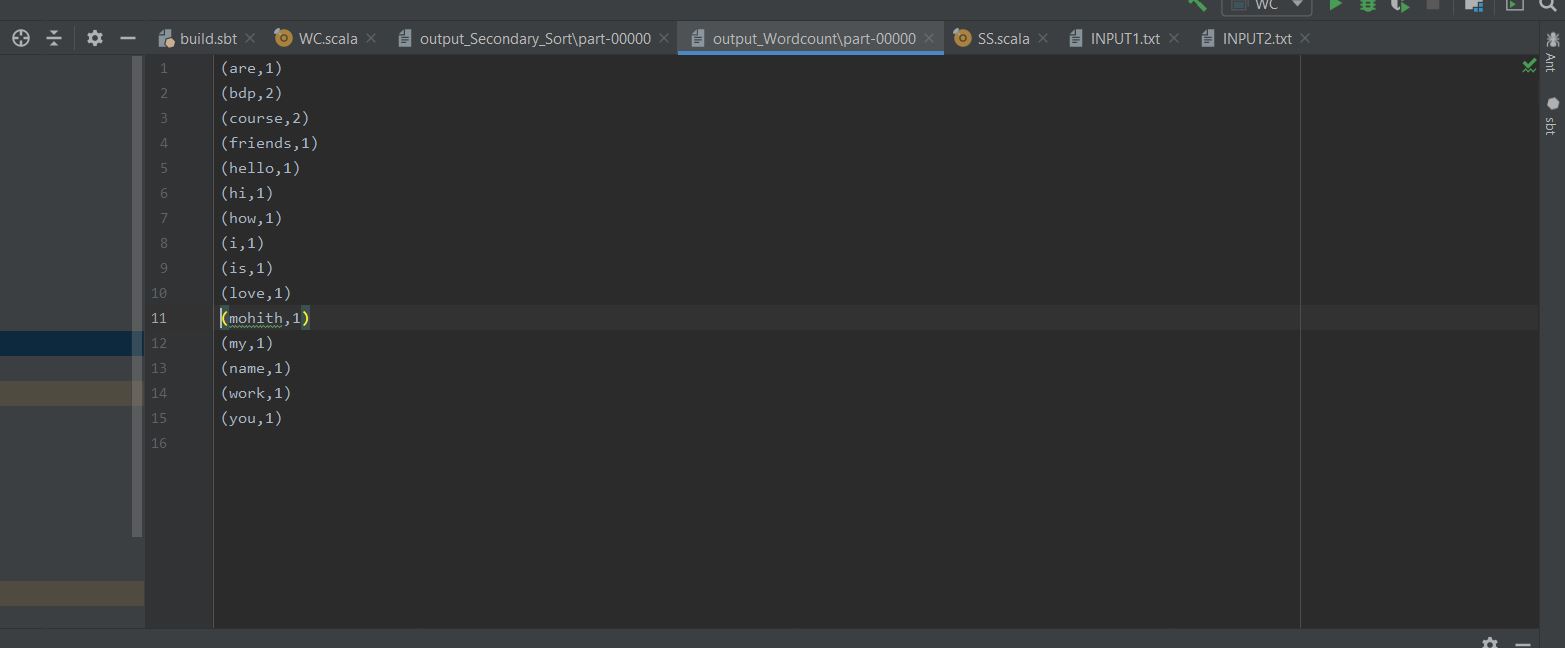 WC
build.sbt WC.scala output_Secondary_Sort\part-00000 output_Wordcount\part-00000 SS.scala INPUT1.txt INPUT2.txt
1 (are,1)
2 (bdp,2)
3 (course,2)
4 (friends,1)
5 (hello,1)
6 (hi,1)
7 (how,1)
8 (i,1)
9 (is,1)
10 (love,1)
11 (mohith,1)
12 (my,1)
13 (name,1)
14 (work,1)
15 (you,1)
16
Ant
sbt